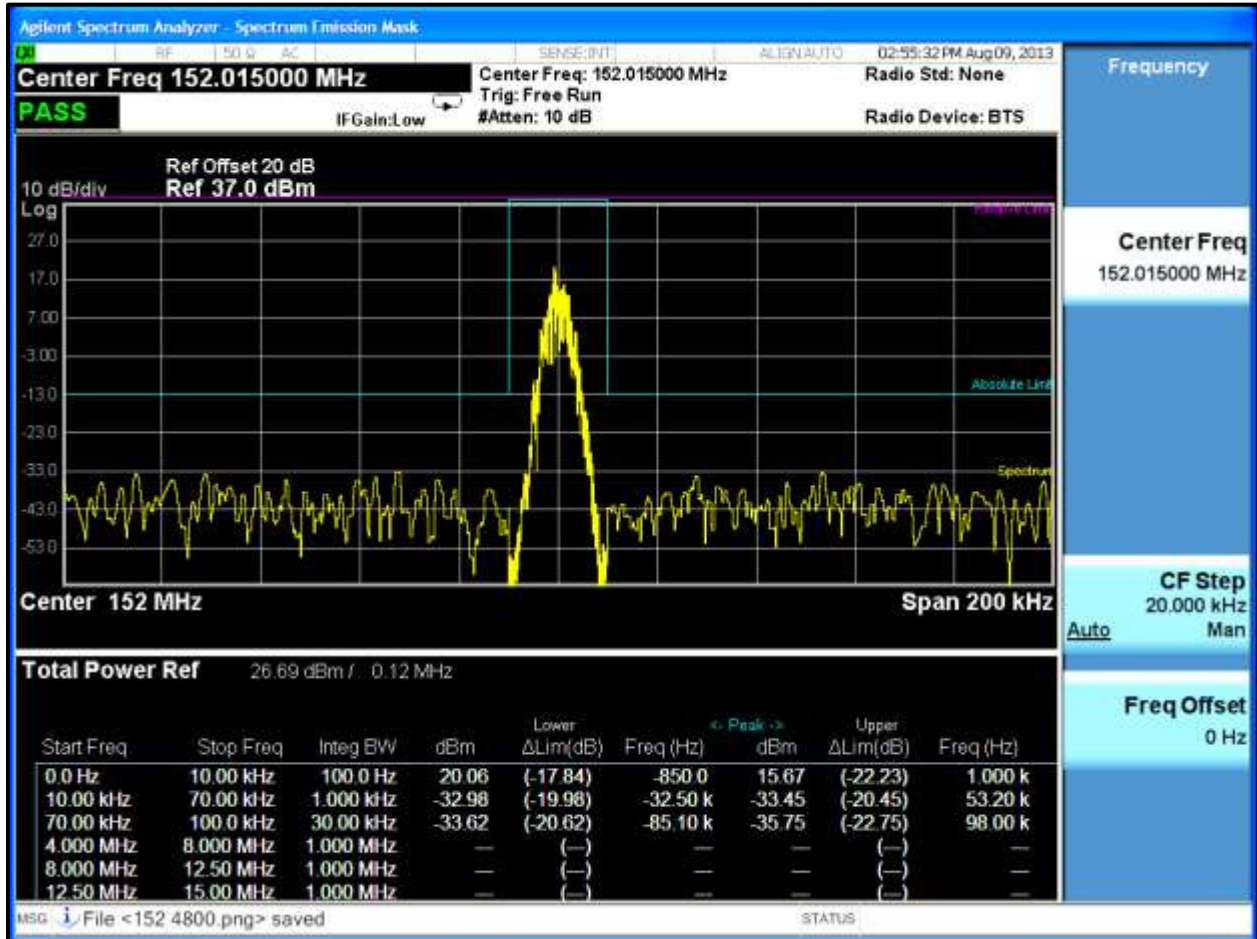 Agilent Spectrum Analyzer - Spectrum Emission Mask
RF 50 Ω AC SENSE:INT ALIGN AUTO 02:55:32 PM Aug 09, 2013
Center Freq 152.015000 MHz
Center Freq: 152.015000 MHz
Radio Std: None
Trig: Free Run
PASS
IFGain:Low
#Atten: 10 dB
Radio Device: BTS
Ref Offset 20 dB
10 dB/div Ref 37.0 dBm
Log
Relative Limit
27.0
17.0
7.00
-3.00
Absolute Limit
-13.0
-23.0
-33.0
Spectrum
-43.0
-53.0
Center 152 MHz
Span 200 kHz
Total Power Ref 26.69 dBm / 0.12 MHz
Lower <- Peak -> Upper
Start Freq Stop Freq Integ BW dBm ΔLim(dB) Freq (Hz) dBm ΔLim(dB) Freq (Hz)
0.0 Hz 10.00 kHz 100.0 Hz 20.06 (-17.84) -850.0 15.67 (-22.23) 1.000 k
10.00 kHz 70.00 kHz 1.000 kHz -32.98 (-19.98) -32.50 k -33.45 (-20.45) 53.20 k
70.00 kHz 100.0 kHz 30.00 kHz -33.62 (-20.62) -85.10 k -35.75 (-22.75) 98.00 k
4.000 MHz 8.000 MHz 1.000 MHz --- (---) --- --- (---) ---
8.000 MHz 12.50 MHz 1.000 MHz --- (---) --- --- (---) ---
12.50 MHz 15.00 MHz 1.000 MHz --- (---) --- --- (---) ---
MSG File <152 4800.png> saved
STATUS
Frequency
Center Freq
152.015000 MHz
CF Step
20.000 kHz
Auto Man
Freq Offset
0 Hz